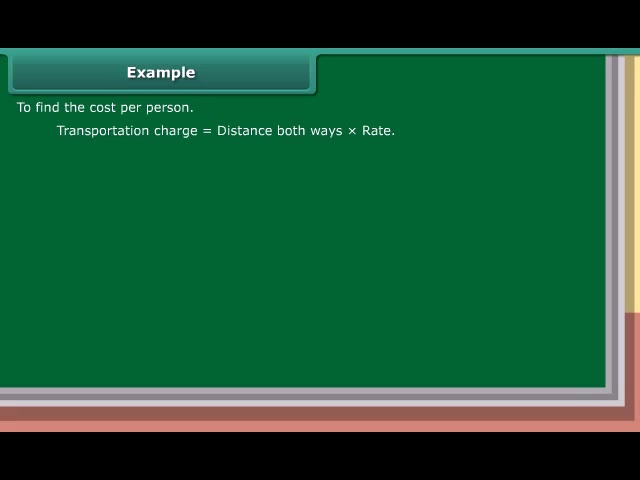 Example
To find the cost per person.
Transportation charge = Distance both ways × Rate.